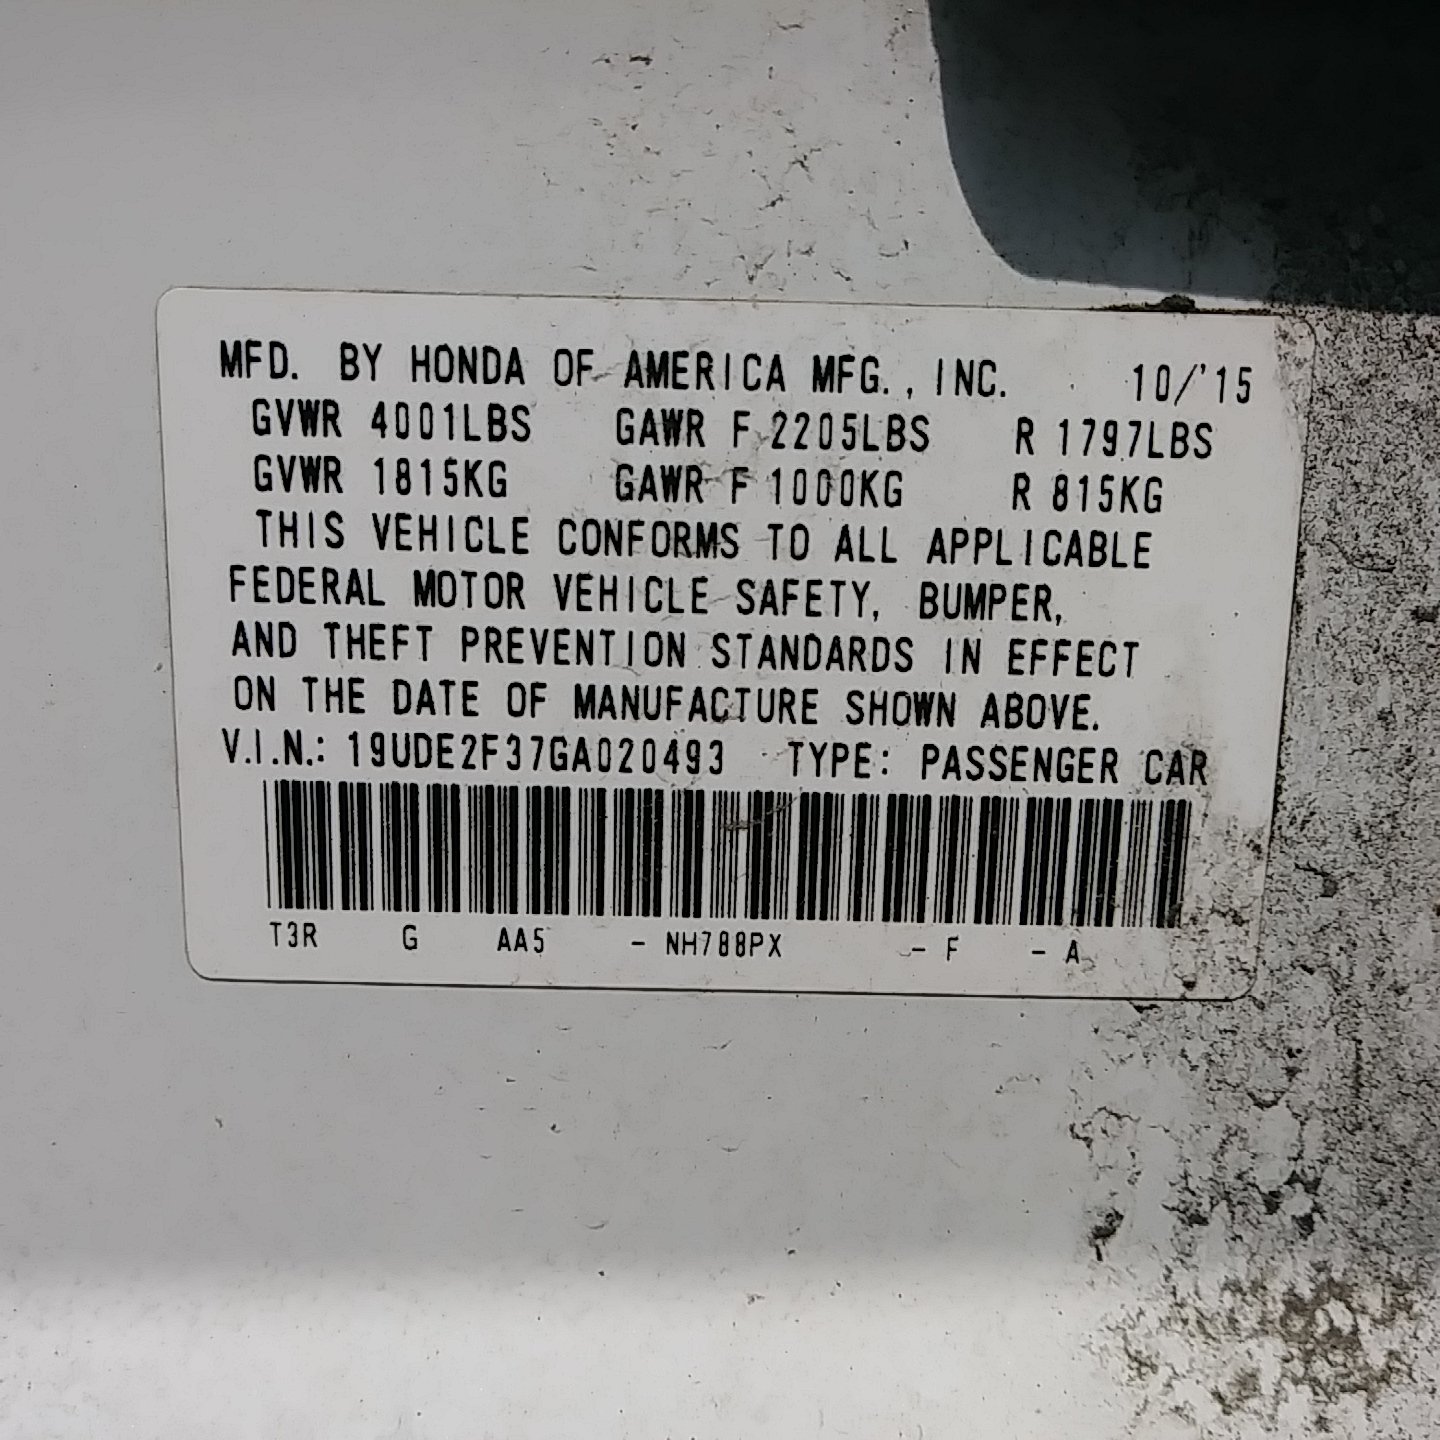 MFD. BY HONDA OF AMERICA MFG., INC. 10/'15
GVWR 4001LBS GAWR F 2205LBS R 1797LBS
GVWR 1815KG GAWR F 1000KG R 815KG
THIS VEHICLE CONFORMS TO ALL APPLICABLE
FEDERAL MOTOR VEHICLE SAFETY, BUMPER,
AND THEFT PREVENTION STANDARDS IN EFFECT
ON THE DATE OF MANUFACTURE SHOWN ABOVE.
V.I.N.: 19UDE2F37GA020493 TYPE: PASSENGER CAR
T3R G AA5 - NH788PX - F - A